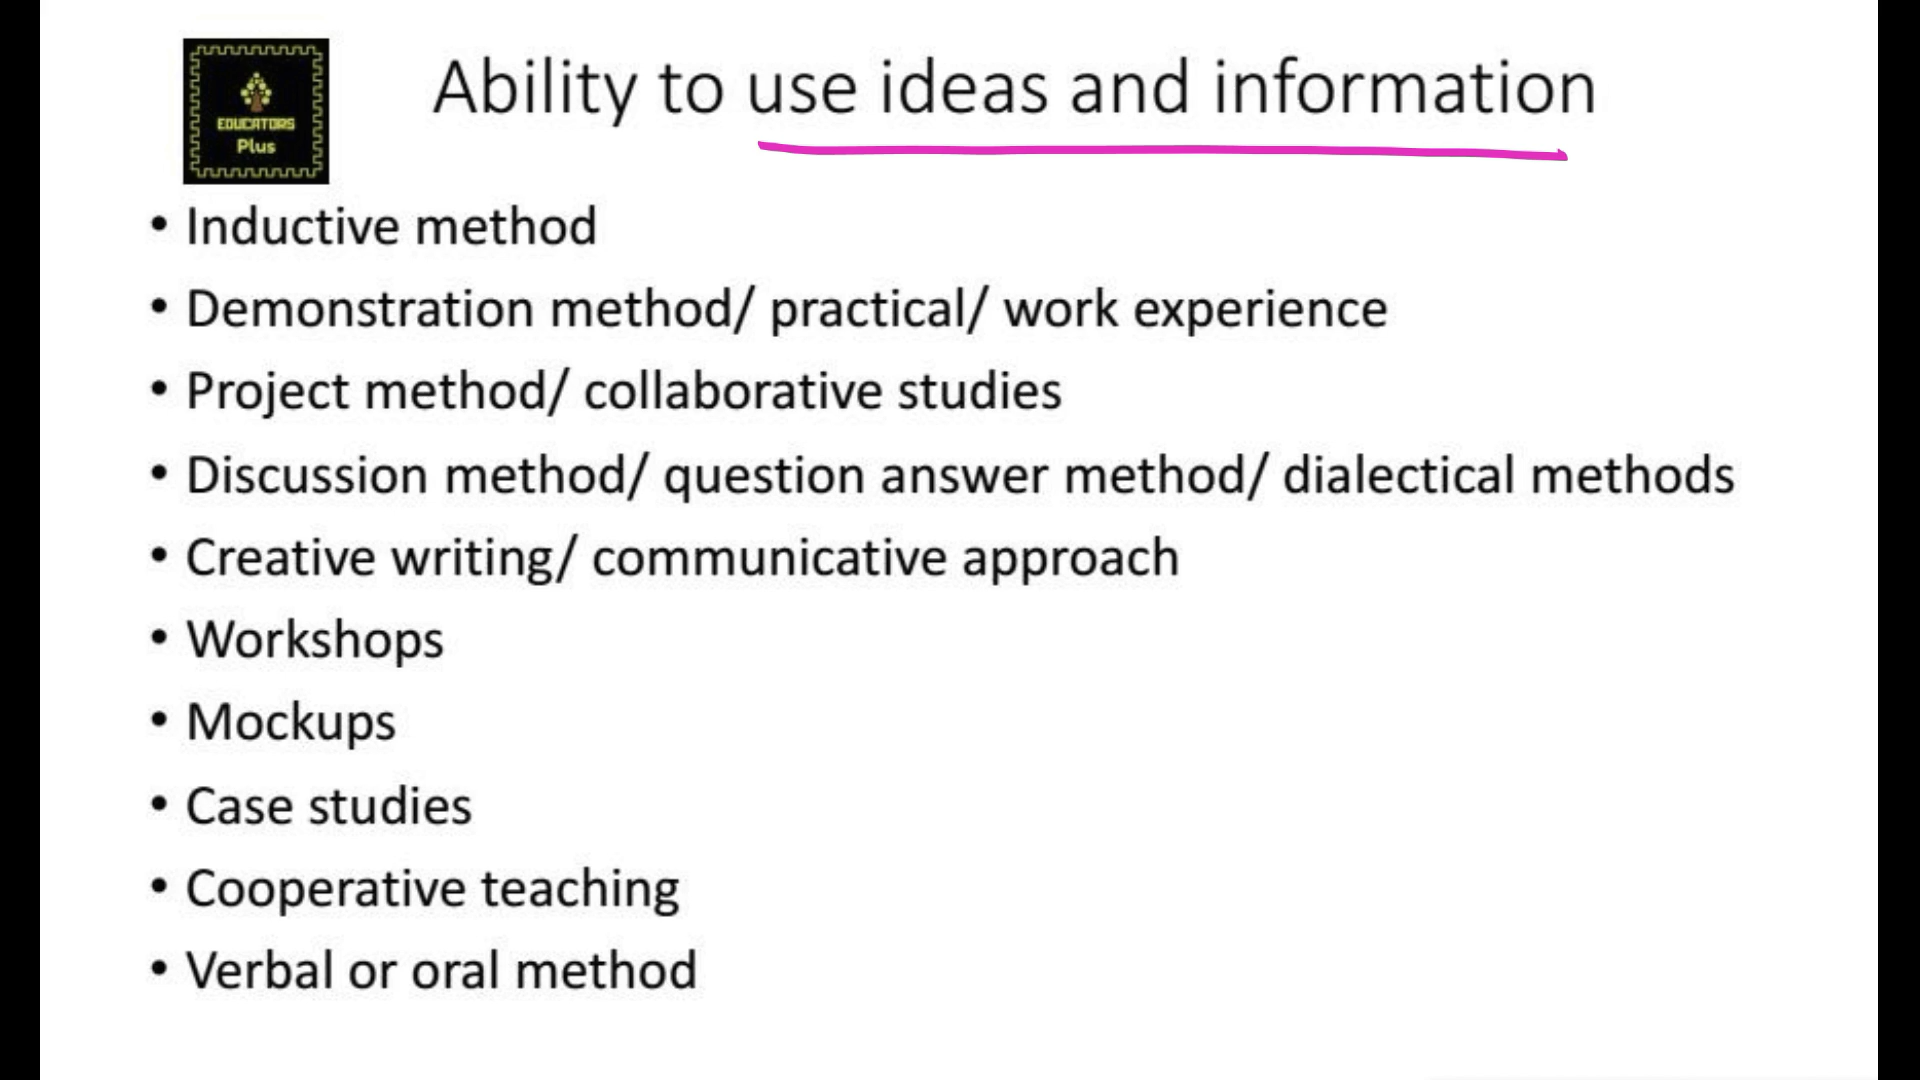 EDUCATORS
Plus
Ability to use ideas and information
• Inductive method
• Demonstration method/ practical/ work experience
• Project method/ collaborative studies
• Discussion method/ question answer method/ dialectical methods
• Creative writing/ communicative approach
• Workshops
• Mockups
• Case studies
• Cooperative teaching
• Verbal or oral method